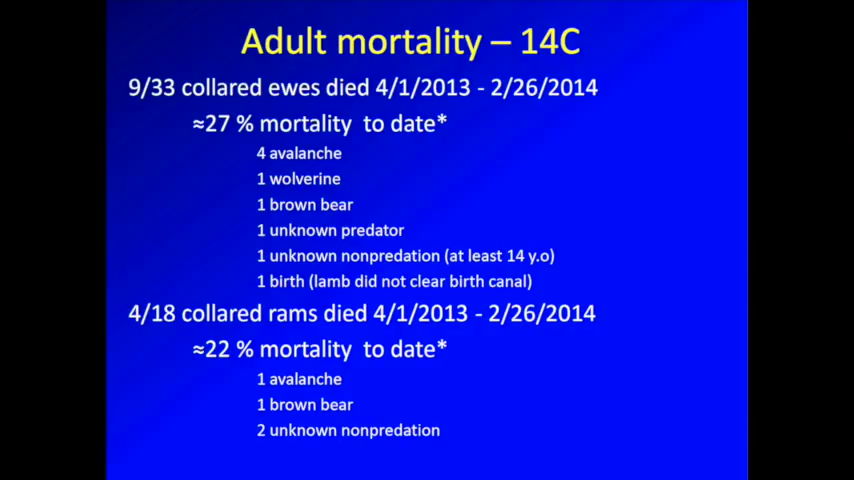 Adult mortality – 14C
9/33 collared ewes died 4/1/2013 - 2/26/2014
≈27 % mortality to date*
4 avalanche
1 wolverine
1 brown bear
1 unknown predator
1 unknown nonpredation (at least 14 y.o)
1 birth (lamb did not clear birth canal)
4/18 collared rams died 4/1/2013 - 2/26/2014
≈22 % mortality to date*
1 avalanche
1 brown bear
2 unknown nonpredation